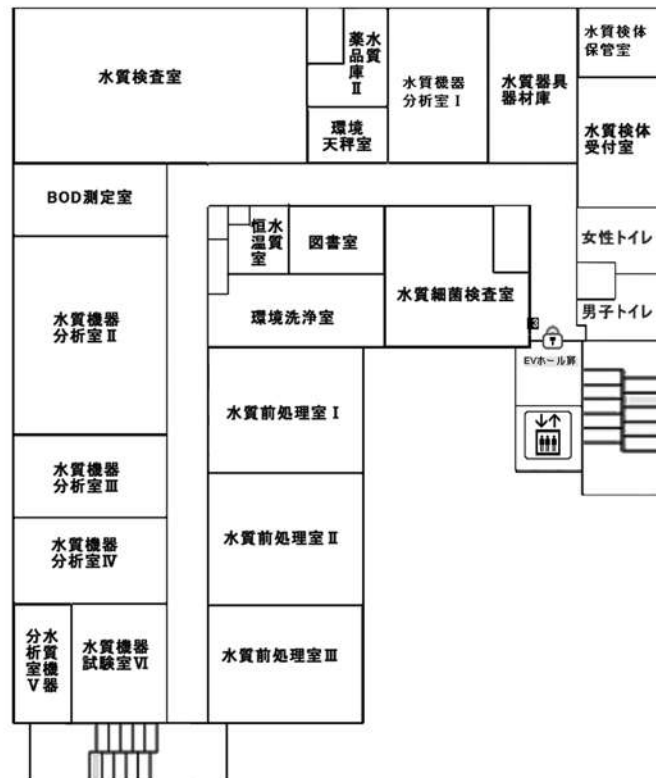 水質検査室
水質
薬品庫Ⅱ
環境
天秤室
水質機器
分析室Ⅰ
水質器具
器材庫
水質検体
保管室
水質検体
受付室
BOD測定室
水質
恒温室
図書室
水質細菌検査室
女性トイレ
男子トイレ
環境洗浄室
水質機器
分析室Ⅱ
EVホール扉
水質前処理室Ⅰ
水質機器
分析室Ⅲ
水質前処理室Ⅱ
水質機器
分析室Ⅳ
水質機器
分析室Ⅴ
水質機器
試験室Ⅵ
水質前処理室Ⅲ